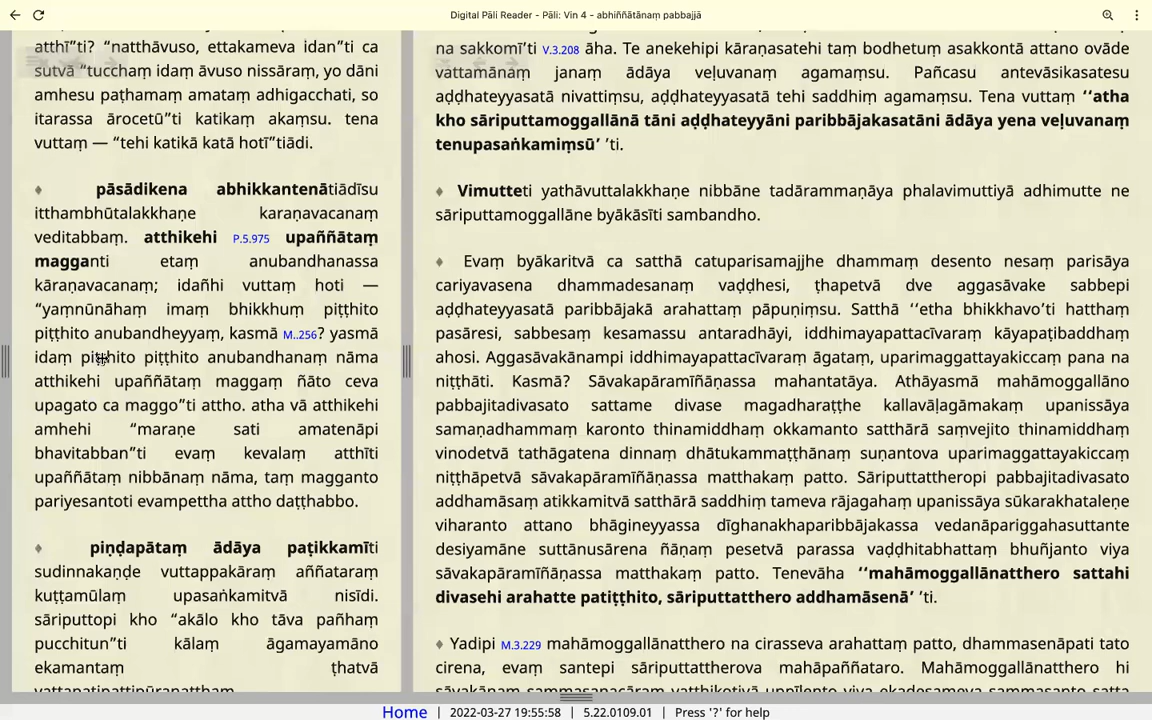 Digital Pāli Reader - Pāli: Vin 4 - abhiññātānaṃ pabbajjā
atthī”ti? “natthāvuso, ettakameva idan”ti ca
sutvā “tucchaṃ idaṃ āvuso nissāraṃ, yo dāni
amhesu paṭhamaṃ amataṃ adhigacchati, so
itarassa ārocetū”ti katikaṃ akaṃsu. tena
vuttaṃ — “tehi katikā katā hotī”tiādi.
♦ pāsādikena abhikkantenātiādīsu
itthambhūtalakkhaṇe karaṇavacanaṃ
veditabbaṃ. atthikehi P.5.975 upaññātaṃ
magganti etaṃ anubandhanassa
kāraṇavacanaṃ; idañhi vuttaṃ hoti —
“yaṃnūnāhaṃ imaṃ bhikkhuṃ piṭṭhito
piṭṭhito anubandheyyaṃ, kasmā M..256? yasmā
idaṃ piṭṭhito piṭṭhito anubandhanaṃ nāma
atthikehi upaññātaṃ maggaṃ ñāto ceva
upagato ca maggo”ti attho. atha vā atthikehi
amhehi “maraṇe sati amatenāpi
bhavitabban”ti evaṃ kevalaṃ atthīti
upaññātaṃ nibbānaṃ nāma, taṃ magganto
pariyesantoti evampettha attho daṭṭhabbo.
♦ piṇḍapātaṃ ādāya paṭikkamīti
sudinnakaṇḍe vuttappakāraṃ aññataraṃ
kuṭṭamūlaṃ upasaṅkamitvā nisīdi.
sāriputtopi kho “akālo kho tāva pañhaṃ
pucchitun”ti kālaṃ āgamayamāno
ekamantaṃ ṭhatvā
vattapaṭipattipūraṇatthaṃ
na sakkomī’ti V.3.208 āha. Te anekehipi kāraṇasatehi taṃ bodhetuṃ asakkontā attano ovāde
vattamānaṃ janaṃ ādāya veḷuvanaṃ agamaṃsu. Pañcasu antevāsikasatesu
aḍḍhateyyasatā nivattiṃsu, aḍḍhateyyasatā tehi saddhiṃ agamaṃsu. Tena vuttaṃ ‘‘atha
kho sāriputtamoggallānā tāni aḍḍhateyyāni paribbājakasatāni ādāya yena veḷuvanaṃ
tenupasaṅkamiṃsū’ ’ti.
♦ Vimutteti yathāvuttalakkhaṇe nibbāne tadārammaṇāya phalavimuttiyā adhimutte ne
sāriputtamoggallāne byākāsīti sambandho.
♦ Evaṃ byākaritvā ca satthā catuparisamajjhe dhammaṃ desento nesaṃ parisāya
cariyavasena dhammadesanaṃ vaḍḍhesi, ṭhapetvā dve aggasāvake sabbepi
aḍḍhateyyasatā paribbājakā arahattaṃ pāpuṇiṃsu. Satthā ‘‘etha bhikkhavo’ti hatthaṃ
pasāresi, sabbesaṃ kesamassu antaradhāyi, iddhimayapattacīvaraṃ kāyapaṭibaddhaṃ
ahosi. Aggasāvakānampi iddhimayapattacīvaraṃ āgataṃ, uparimaggattayakiccaṃ pana na
niṭṭhāti. Kasmā? Sāvakapāramīñāṇassa mahantatāya. Athāyasmā mahāmoggallāno
pabbajitadivasato sattame divase magadharaṭṭhe kallavāḷagāmakaṃ upanissāya
samaṇadhammaṃ karonto thinamiddhaṃ okkamanto satthārā saṃvejito thinamiddhaṃ
vinodetvā tathāgatena dinnaṃ dhātukammaṭṭhānaṃ suṇantova uparimaggattayakiccaṃ
niṭṭhāpetvā sāvakapāramīñāṇassa matthakaṃ patto. Sāriputtattheropi pabbajitadivasato
addhamāsaṃ atikkamitvā satthārā saddhiṃ tameva rājagahaṃ upanissāya sūkarakhataleṇe
viharanto attano bhāgineyyassa dīghanakhaparibbājakassa vedanāpariggahasuttante
desiyamāne suttānusārena ñāṇaṃ pesetvā parassa vaḍḍhitabhattaṃ bhuñjanto viya
sāvakapāramīñāṇassa matthakaṃ patto. Tenevāha ‘‘mahāmoggallānatthero sattahi
divasehi arahatte patiṭṭhito, sāriputtatthero addhamāsenā’ ’ti.
♦ Yadipi M.3.229 mahāmoggallānatthero na cirasseva arahattaṃ patto, dhammasenāpati tato
cirena, evaṃ santepi sāriputtattherova mahāpaññataro. Mahāmoggallānatthero hi
sāvakānaṃ sammasanacāraṃ yaṭṭhikoṭiyā uppīḷento viya ekadesameva sammasanto satta
Home | 2022-03-27 19:55:58 | 5.22.0109.01 | Press '?' for help